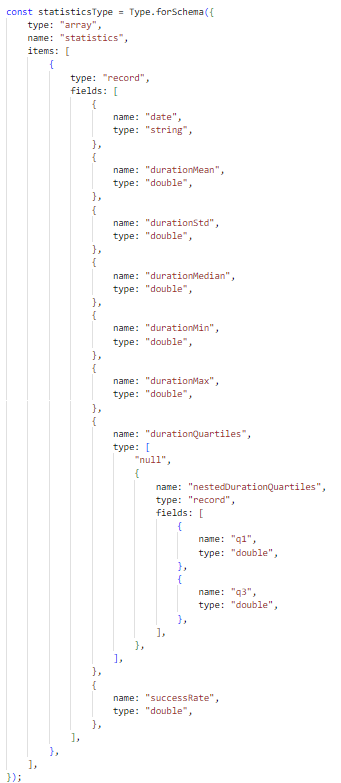 const statisticsType = Type.forSchema({
    type: "array",
    name: "statistics",
    items: [
        {
            type: "record",
            fields: [
                {
                    name: "date",
                    type: "string",
                },
                {
                    name: "durationMean",
                    type: "double",
                },
                {
                    name: "durationStd",
                    type: "double",
                },
                {
                    name: "durationMedian",
                    type: "double",
                },
                {
                    name: "durationMin",
                    type: "double",
                },
                {
                    name: "durationMax",
                    type: "double",
                },
                {
                    name: "durationQuartiles",
                    type: [
                        "null",
                        {
                            name: "nestedDurationQuartiles",
                            type: "record",
                            fields: [
                                {
                                    name: "q1",
                                    type: "double",
                                },
                                {
                                    name: "q3",
                                    type: "double",
                                },
                            ],
                        },
                    ],
                },
                {
                    name: "successRate",
                    type: "double",
                },
            ],
        },
    ],
});